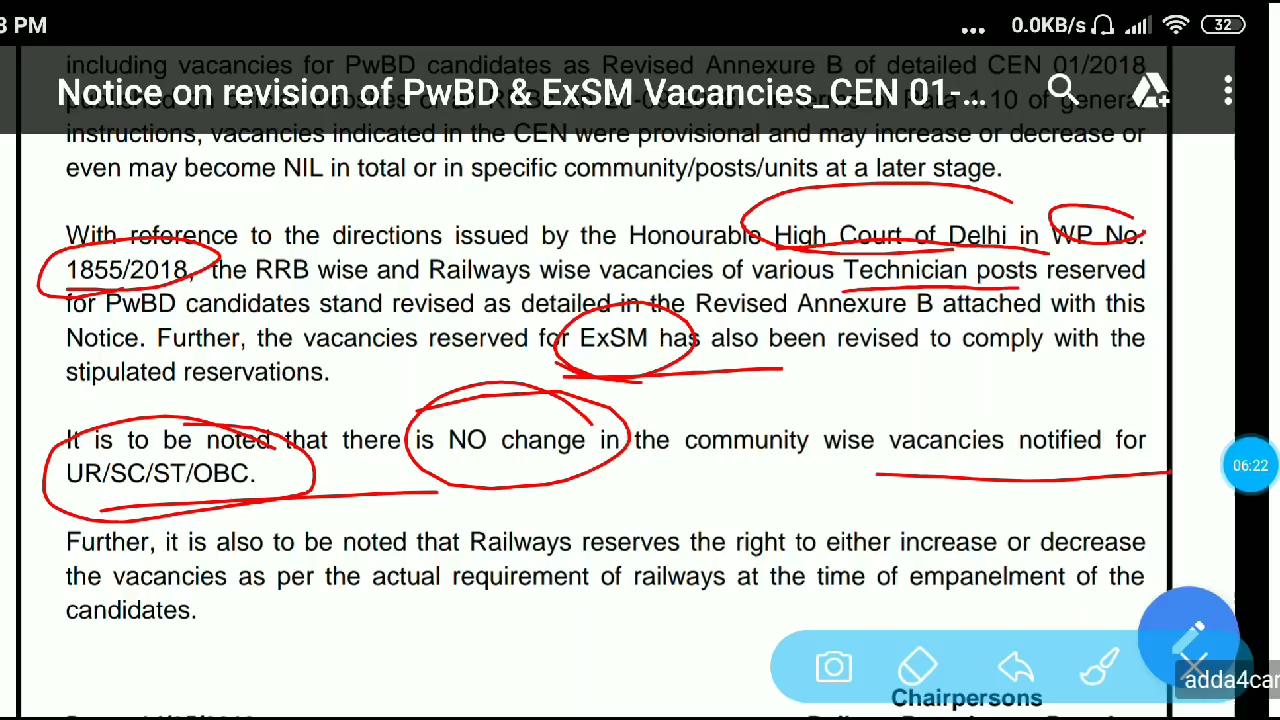 8 PM
... 0.0KB/s 32
including vacancies for PwBD candidates as Revised Annexure B of detailed CEN 01/2018
Notice on revision of PwBD & ExSM Vacancies_CEN 01-...
1.10 of general
instructions, vacancies indicated in the CEN were provisional and may increase or decrease or
even may become NIL in total or in specific community/posts/units at a later stage.
With reference to the directions issued by the Honourable High Court of Delhi in WP No.
1855/2018, the RRB wise and Railways wise vacancies of various Technician posts reserved
for PwBD candidates stand revised as detailed in the Revised Annexure B attached with this
Notice. Further, the vacancies reserved for ExSM has also been revised to comply with the
stipulated reservations.
It is to be noted that there is NO change in the community wise vacancies notified for
UR/SC/ST/OBC.
06:22
Further, it is also to be noted that Railways reserves the right to either increase or decrease
the vacancies as per the actual requirement of railways at the time of empanelment of the
candidates.
adda4car
Chairpersons